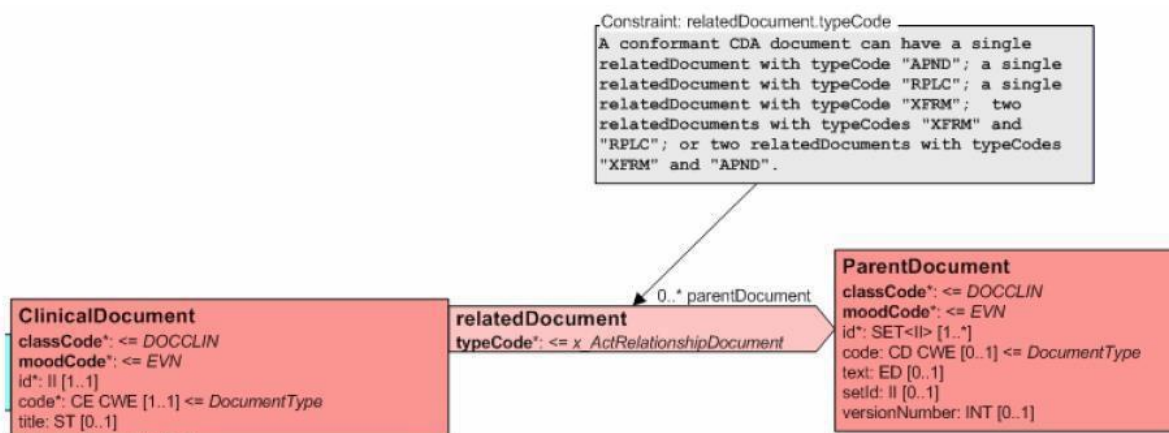 Constraint: relatedDocument.typeCode
A conformant CDA document can have a single
relatedDocument with typeCode "APND"; a single
relatedDocument with typeCode "RPLC"; a single
relatedDocument with typeCode "XFRM"; two
relatedDocuments with typeCodes "XFRM" and
"RPLC"; or two relatedDocuments with typeCodes
"XFRM" and "APND".
0..* parentDocument
ClinicalDocument
classCode*: <= DOCCLIN
moodCode*: <= EVN
id*: II [1..1]
code*: CE CWE [1..1] <= DocumentType
title: ST [0..1]
relatedDocument
typeCode*: <= x_ActRelationshipDocument
ParentDocument
classCode*: <= DOCCLIN
moodCode*: <= EVN
id*: SET<II> [1..*]
code: CD CWE [0..1] <= DocumentType
text: ED [0..1]
setId: II [0..1]
versionNumber: INT [0..1]